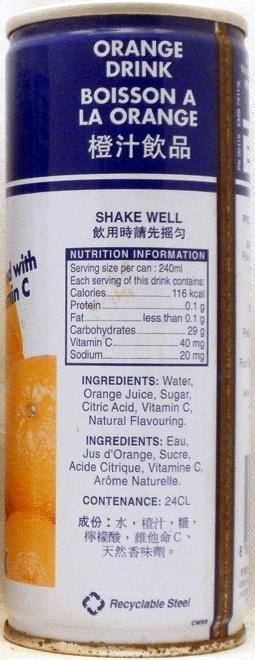 ORANGE
DRINK
BOISSON A
LA ORANGE
橙汁飲品
SHAKE WELL
飲用時請先搖勻
with
C
NUTRITION INFORMATION
Serving size per can : 240ml
Each serving of this drink contains:
Calories 116 kcal
Protein 0.1 g
Fat less than 0.1 g
Carbohydrates 29 g
Vitamin C 40 mg
Sodium 20 mg
INGREDIENTS: Water,
Orange Juice, Sugar,
Citric Acid, Vitamin C,
Natural Flavouring.
INGREDIENTS: Eau,
Jus d'Orange, Sucre,
Acide Citrique, Vitamine C,
Arôme Naturelle.
CONTENANCE: 24CL
成份：水，橙汁，糖，
檸檬酸，維他命C，
天然香味劑。
Recyclable Steel